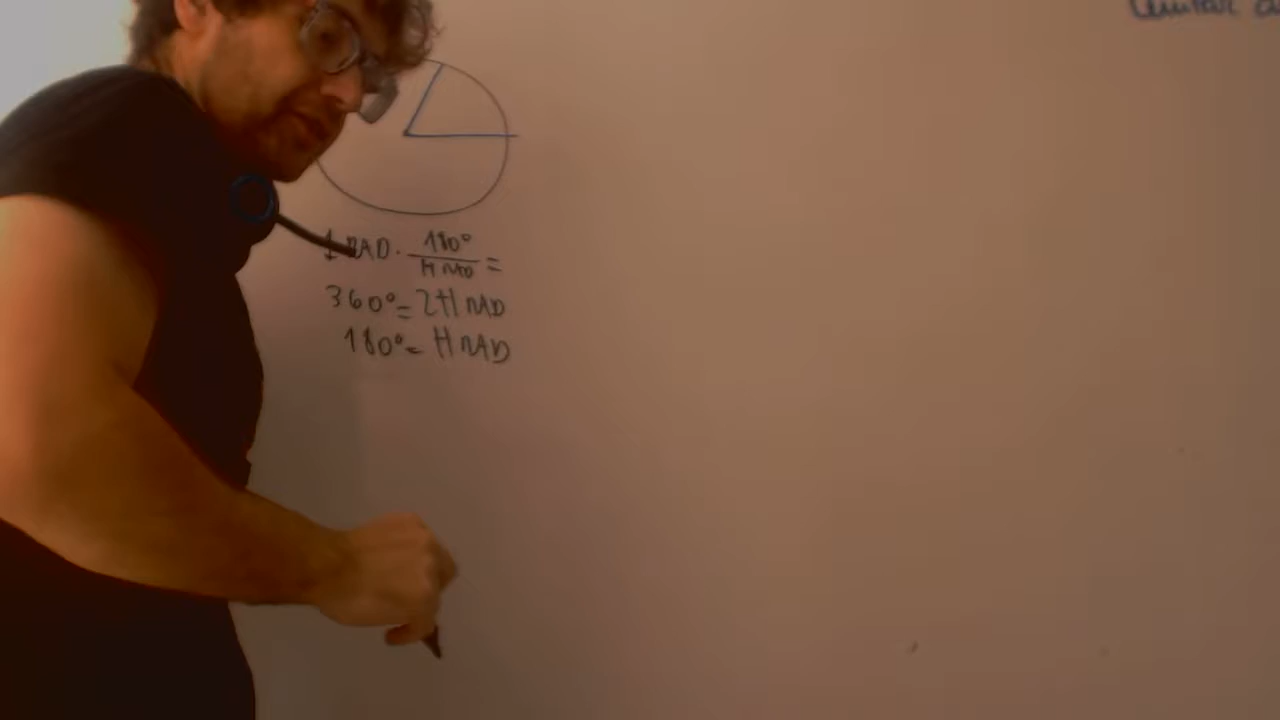 1 RAD · 180° / π RAD =
360° = 2π RAD
180° = π RAD